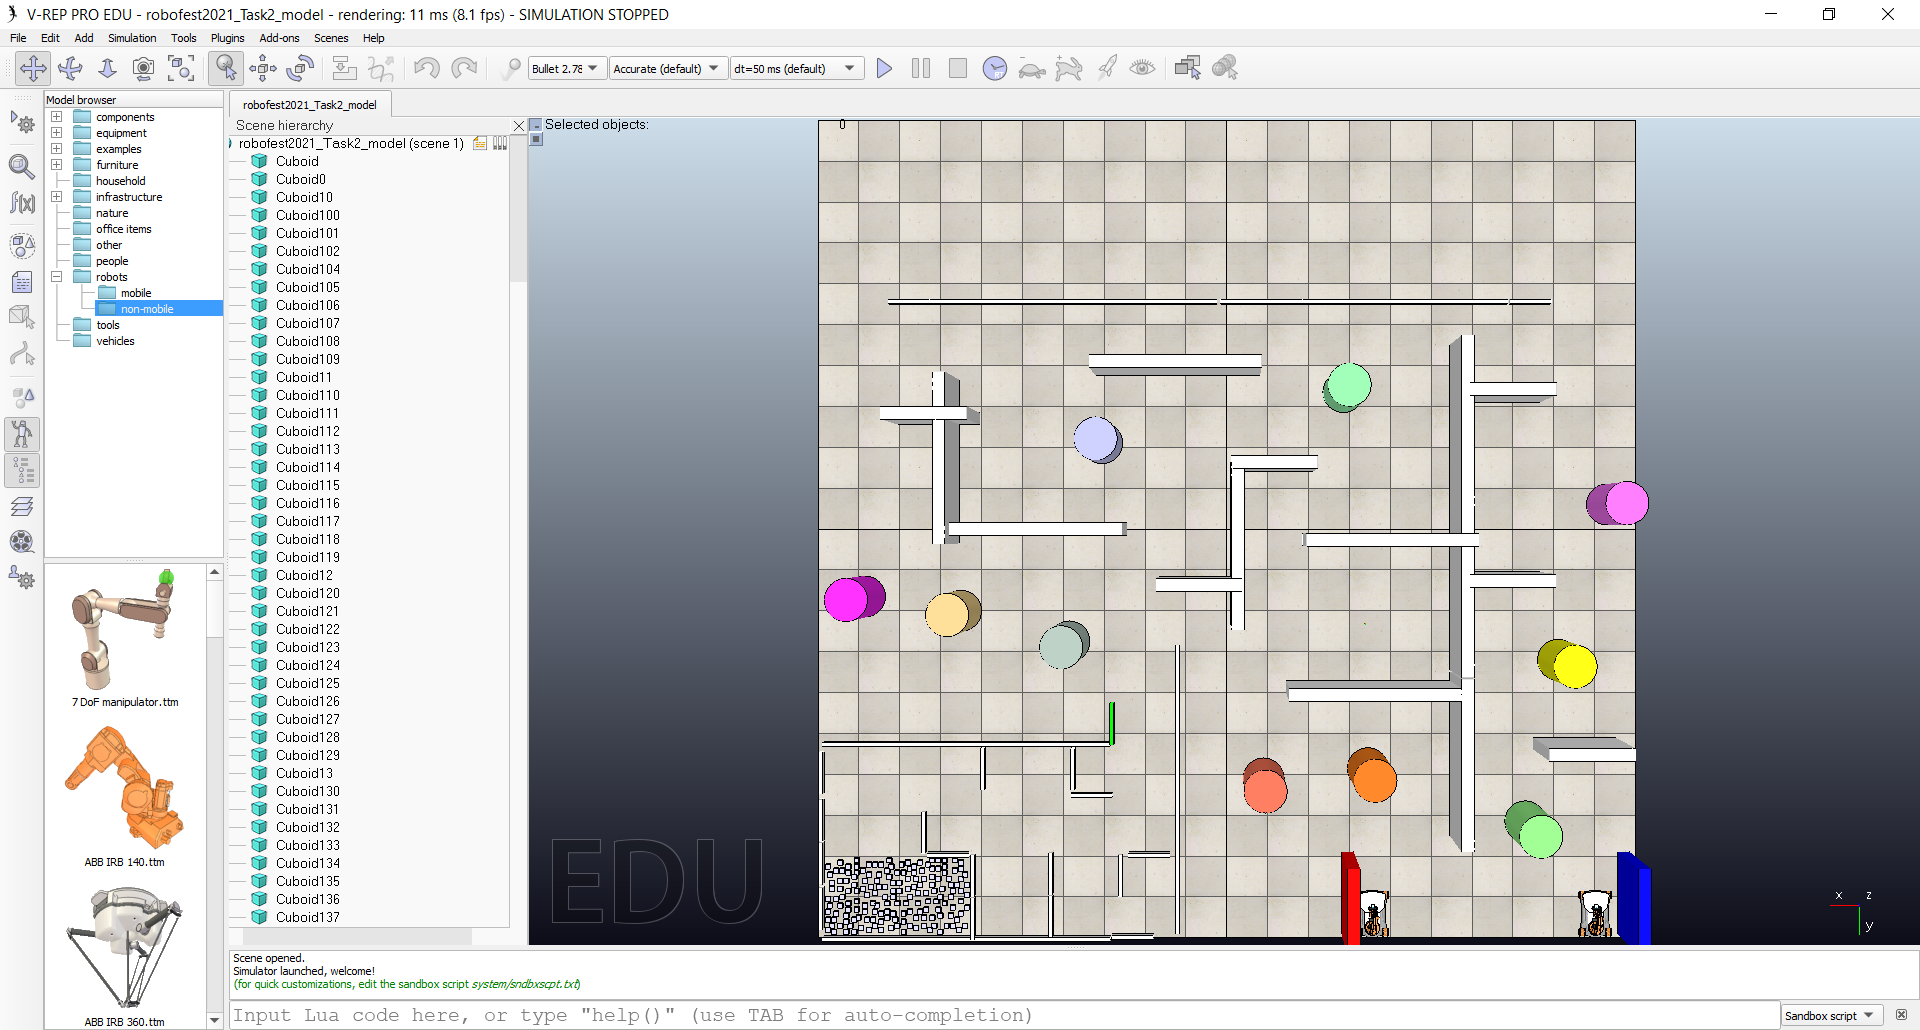 V-REP PRO EDU - robofest2021_Task2_model - rendering: 11 ms (8.1 fps) - SIMULATION STOPPED
File Edit Add Simulation Tools Plugins Add-ons Scenes Help
Bullet 2.78 Accurate (default) dt=50 ms (default)
Model browser
components
equipment
examples
furniture
household
infrastructure
nature
office items
other
people
robots
mobile
non-mobile
tools
vehicles
7 DoF manipulator.ttm
ABB IRB 140.ttm
ABB IRB 360.ttm
robofest2021_Task2_model
Scene hierarchy
robofest2021_Task2_model (scene 1)
Cuboid
Cuboid0
Cuboid10
Cuboid100
Cuboid101
Cuboid102
Cuboid104
Cuboid105
Cuboid106
Cuboid107
Cuboid108
Cuboid109
Cuboid11
Cuboid110
Cuboid111
Cuboid112
Cuboid113
Cuboid114
Cuboid115
Cuboid116
Cuboid117
Cuboid118
Cuboid119
Cuboid12
Cuboid120
Cuboid121
Cuboid122
Cuboid123
Cuboid124
Cuboid125
Cuboid126
Cuboid127
Cuboid128
Cuboid129
Cuboid13
Cuboid130
Cuboid131
Cuboid132
Cuboid133
Cuboid134
Cuboid135
Cuboid136
Cuboid137
Selected objects: 0
EDU
x z
y
Scene opened.
Simulator launched, welcome!
(for quick customizations, edit the sandbox script system/sndbxscpt.txt)
Input Lua code here, or type "help()" (use TAB for auto-completion)
Sandbox script